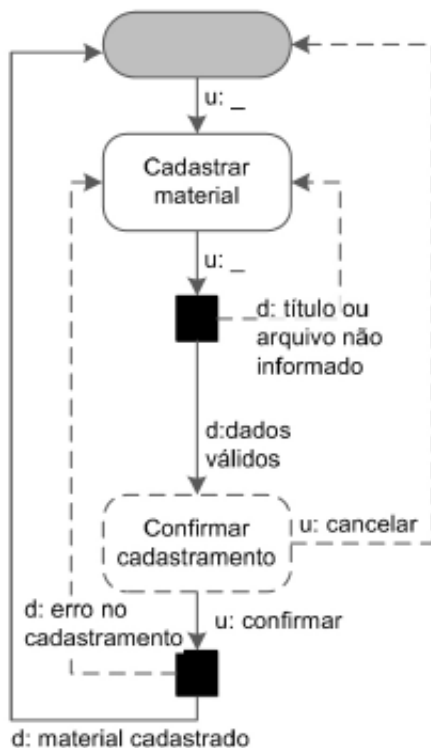 u: _
Cadastrar
material
u: _
d: título ou
arquivo não
informado
d:dados
válidos
Confirmar
cadastramento
u: cancelar
d: erro no
cadastramento
u: confirmar
d: material cadastrado